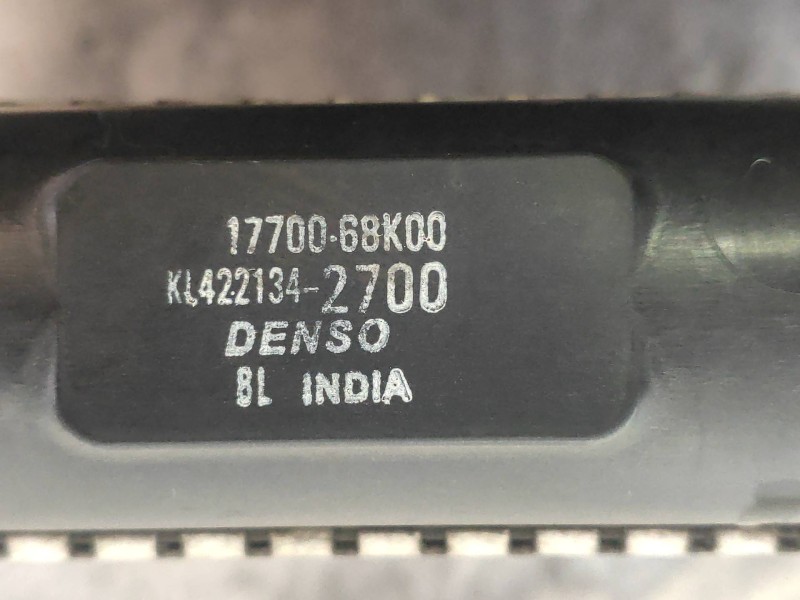 17700-68K00
KL422134-2700
DENSO
8L INDIA